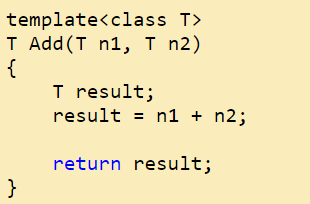 template<class T>
T Add(T n1, T n2)
{
    T result;
    result = n1 + n2;

    return result;
}